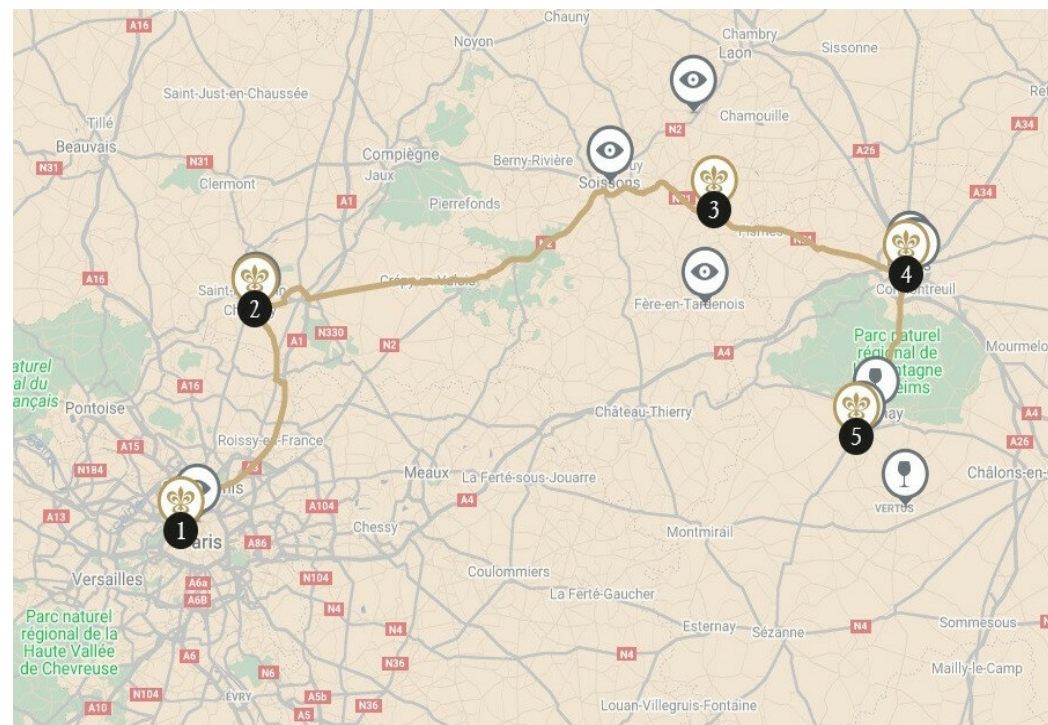 A16
Chauny
Chambry
Laon
Sissonne
Noyon
Saint-Just-en-Chaussée
A16
Chamouille
Tillé
Beauvais
N2
A34
Compiègne
Jaux
Berny-Rivière
A26
N31
N31
Clermont
Soissons
A1
Pierrefonds
N31
A34
3
N31
N2
4
A16
Crépy-en-Valois
Saint-
2
Fère-en-Tardenois
N330
A1
Parc naturel
régional de
N2
A4
Mourmelo
A16
Pontoise
Château-Thierry
A4
A15
Roissy-en-France
5
A26
N184
A3
Meaux
La Ferté-sous-Jouarre
Châlons-en-
A4
A104
VERTUS
A13
1
Chessy
Montmirail
Paris
A86
Versailles
N104
Coulommiers
A6a
A6B
La Ferté-Gaucher
Parc naturel
régional de la
Haute Vallée
de Chevreuse
N4
Esternay
Sézanne
N4
Sommesous
N4
A6
N4
N6
N36
Mailly-le-Camp
N104
ÉVRY
A5b
A10
A5
N36
Louan-Villegruis-Fontaine